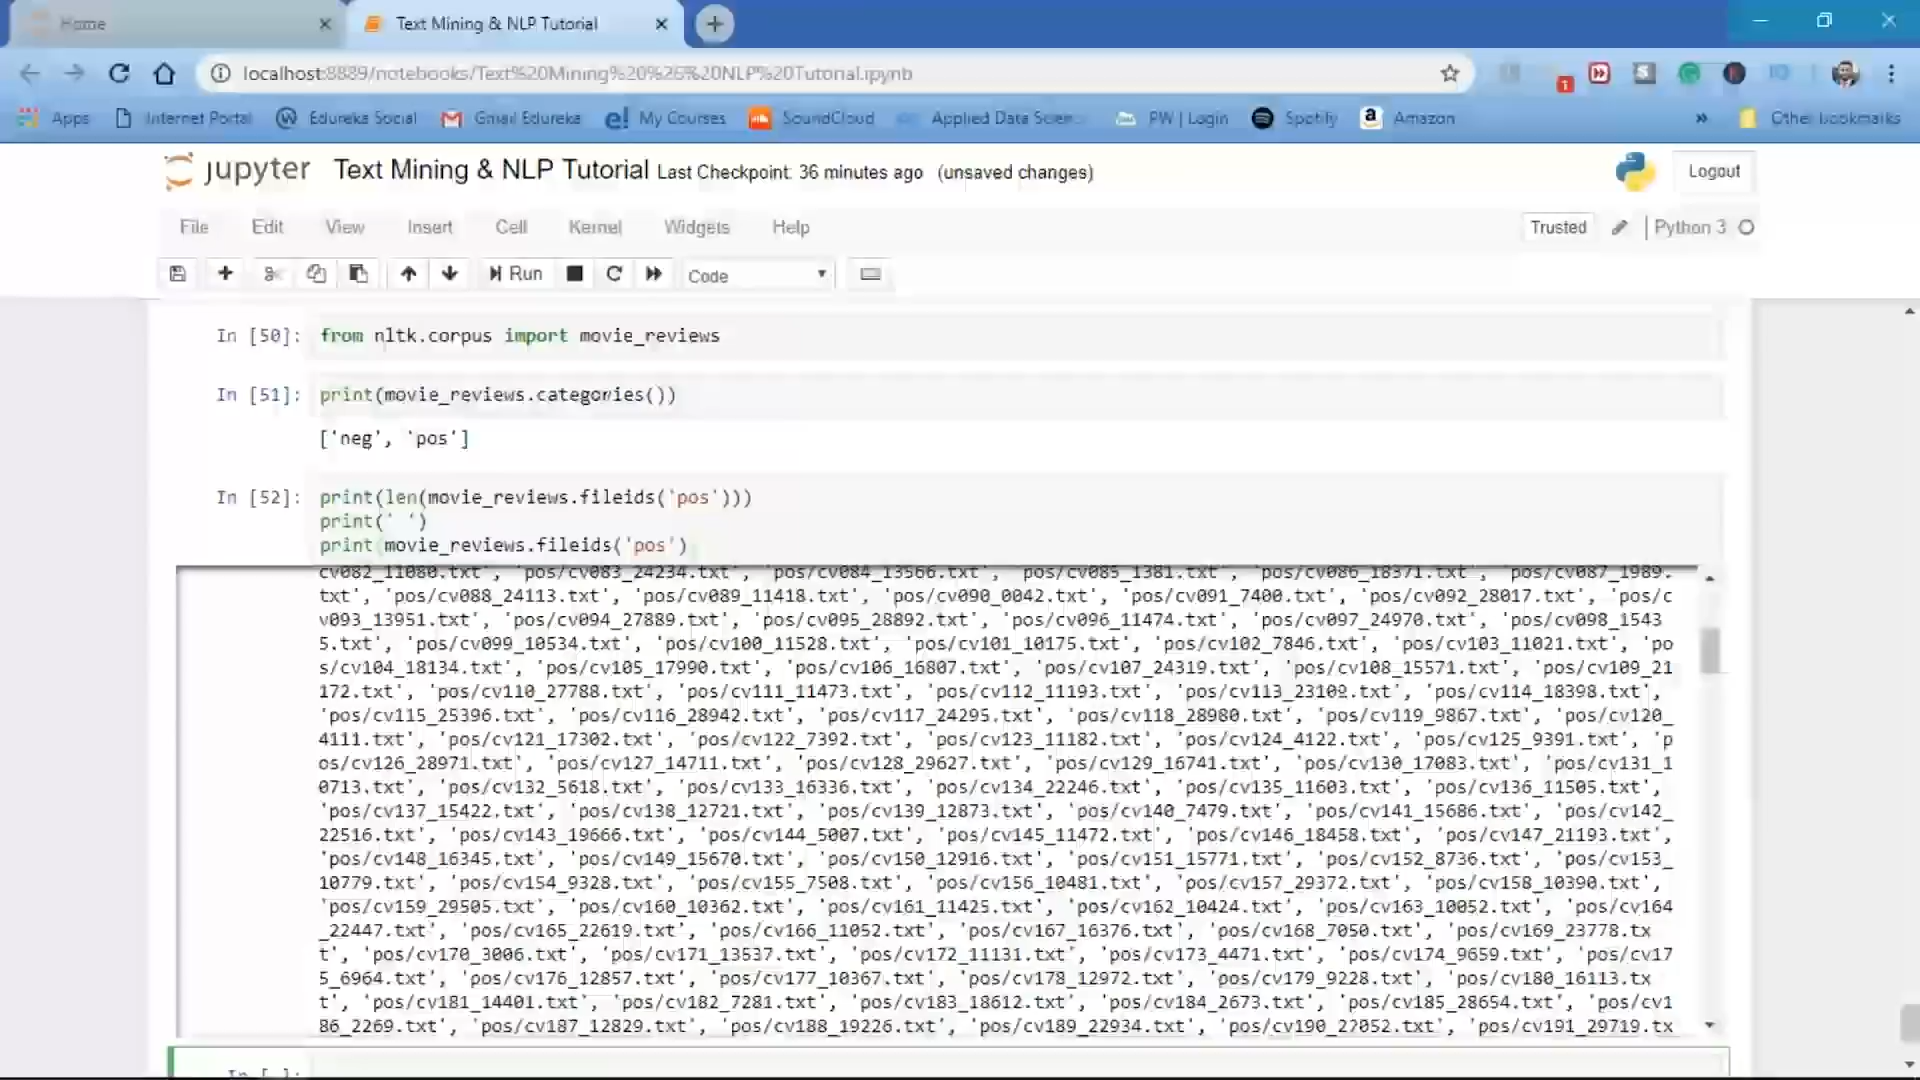 Home
Text Mining & NLP Tutorial
localhost:8889/notebooks/Text%20Mining%20%26%20NLP%20Tutorial.ipynb
1
Apps Internet Portal Edureka Social Gmail Edureka My Courses SoundCloud Applied Data Scien PW | Login Spotify Amazon » Other bookmarks
jupyter Text Mining & NLP Tutorial Last Checkpoint: 36 minutes ago (unsaved changes) Logout
File Edit View Insert Cell Kernel Widgets Help Trusted Python 3
Run Code
In [50]: from nltk.corpus import movie_reviews
In [51]: print(movie_reviews.categories())
['neg', 'pos']
In [52]: print(len(movie_reviews.fileids('pos')))
print(' ')
print(movie_reviews.fileids('pos')
cv082_11080.txt', 'pos/cv083_24234.txt', 'pos/cv084_13566.txt', 'pos/cv085_1381.txt', 'pos/cv086_18371.txt', 'pos/cv087_1989.
txt', 'pos/cv088_24113.txt', 'pos/cv089_11418.txt', 'pos/cv090_0042.txt', 'pos/cv091_7400.txt', 'pos/cv092_28017.txt', 'pos/c
v093_13951.txt', 'pos/cv094_27889.txt', 'pos/cv095_28892.txt', 'pos/cv096_11474.txt', 'pos/cv097_24970.txt', 'pos/cv098_1543
5.txt', 'pos/cv099_10534.txt', 'pos/cv100_11528.txt', 'pos/cv101_10175.txt', 'pos/cv102_7846.txt', 'pos/cv103_11021.txt', 'po
s/cv104_18134.txt', 'pos/cv105_17990.txt', 'pos/cv106_16807.txt', 'pos/cv107_24319.txt', 'pos/cv108_15571.txt', 'pos/cv109_21
172.txt', 'pos/cv110_27788.txt', 'pos/cv111_11473.txt', 'pos/cv112_11193.txt', 'pos/cv113_23102.txt', 'pos/cv114_18398.txt',
'pos/cv115_25396.txt', 'pos/cv116_28942.txt', 'pos/cv117_24295.txt', 'pos/cv118_28980.txt', 'pos/cv119_9867.txt', 'pos/cv120_
4111.txt', 'pos/cv121_17302.txt', 'pos/cv122_7392.txt', 'pos/cv123_11182.txt', 'pos/cv124_4122.txt', 'pos/cv125_9391.txt', 'p
os/cv126_28971.txt', 'pos/cv127_14711.txt', 'pos/cv128_29627.txt', 'pos/cv129_16741.txt', 'pos/cv130_17083.txt', 'pos/cv131_1
0713.txt', 'pos/cv132_5618.txt', 'pos/cv133_16336.txt', 'pos/cv134_22246.txt', 'pos/cv135_11603.txt', 'pos/cv136_11505.txt',
'pos/cv137_15422.txt', 'pos/cv138_12721.txt', 'pos/cv139_12873.txt', 'pos/cv140_7479.txt', 'pos/cv141_15686.txt', 'pos/cv142_
22516.txt', 'pos/cv143_19666.txt', 'pos/cv144_5007.txt', 'pos/cv145_11472.txt', 'pos/cv146_18458.txt', 'pos/cv147_21193.txt',
'pos/cv148_16345.txt', 'pos/cv149_15670.txt', 'pos/cv150_12916.txt', 'pos/cv151_15771.txt', 'pos/cv152_8736.txt', 'pos/cv153_
10779.txt', 'pos/cv154_9328.txt', 'pos/cv155_7508.txt', 'pos/cv156_10481.txt', 'pos/cv157_29372.txt', 'pos/cv158_10390.txt',
'pos/cv159_29505.txt', 'pos/cv160_10362.txt', 'pos/cv161_11425.txt', 'pos/cv162_10424.txt', 'pos/cv163_10052.txt', 'pos/cv164
_22447.txt', 'pos/cv165_22619.txt', 'pos/cv166_11052.txt', 'pos/cv167_16376.txt', 'pos/cv168_7050.txt', 'pos/cv169_23778.tx
t', 'pos/cv170_3006.txt', 'pos/cv171_13537.txt', 'pos/cv172_11131.txt', 'pos/cv173_4471.txt', 'pos/cv174_9659.txt', 'pos/cv17
5_6964.txt', 'pos/cv176_12857.txt', 'pos/cv177_10367.txt', 'pos/cv178_12972.txt', 'pos/cv179_9228.txt', 'pos/cv180_16113.tx
t', 'pos/cv181_14401.txt', 'pos/cv182_7281.txt', 'pos/cv183_18612.txt', 'pos/cv184_2673.txt', 'pos/cv185_28654.txt', 'pos/cv1
86_2269.txt', 'pos/cv187_12829.txt', 'pos/cv188_19226.txt', 'pos/cv189_22934.txt', 'pos/cv190_27052.txt', 'pos/cv191_29719.tx
In [ ]: